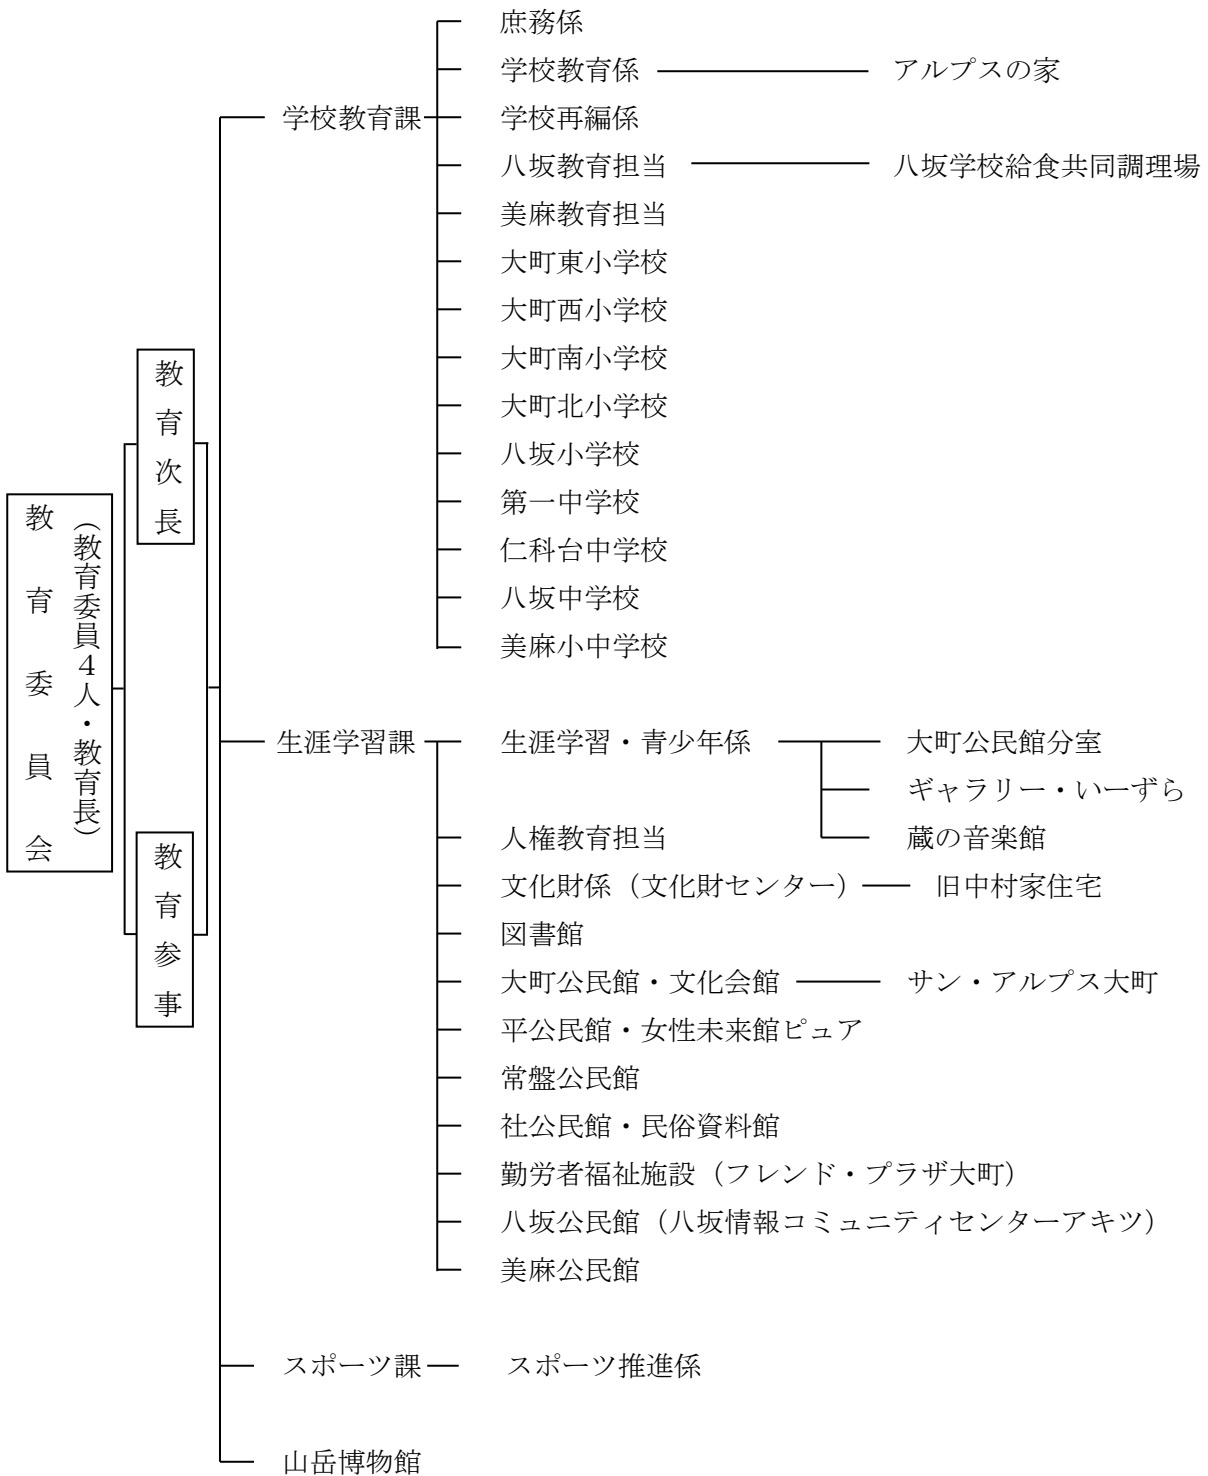 教育委員会
（教育委員４人・教育長）
教育次長
教育参事
学校教育課
庶務係
学校教育係
アルプスの家
学校再編係
八坂教育担当
八坂学校給食共同調理場
美麻教育担当
大町東小学校
大町西小学校
大町南小学校
大町北小学校
八坂小学校
第一中学校
仁科台中学校
八坂中学校
美麻小中学校
生涯学習課
生涯学習・青少年係
大町公民館分室
ギャラリー・いーずら
蔵の音楽館
人権教育担当
文化財係（文化財センター）
旧中村家住宅
図書館
大町公民館・文化会館
サン・アルプス大町
平公民館・女性未来館ピュア
常盤公民館
社公民館・民俗資料館
勤労者福祉施設（フレンド・プラザ大町）
八坂公民館（八坂情報コミュニティセンターアキツ）
美麻公民館
スポーツ課
スポーツ推進係
山岳博物館